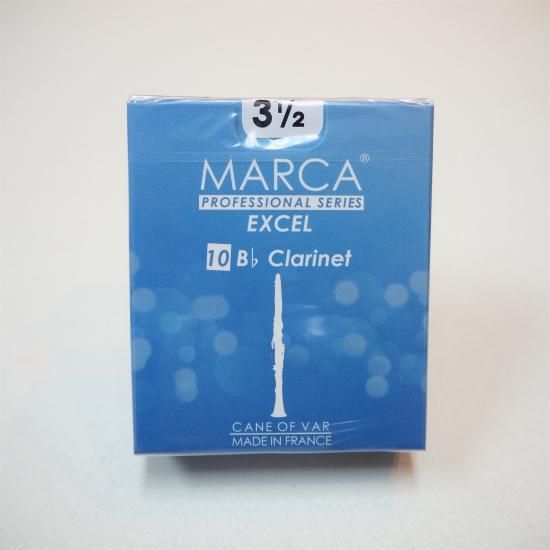 3½
MARCA®
PROFESSIONAL SERIES
EXCEL
10 B♭ Clarinet
CANE OF VAR
MADE IN FRANCE